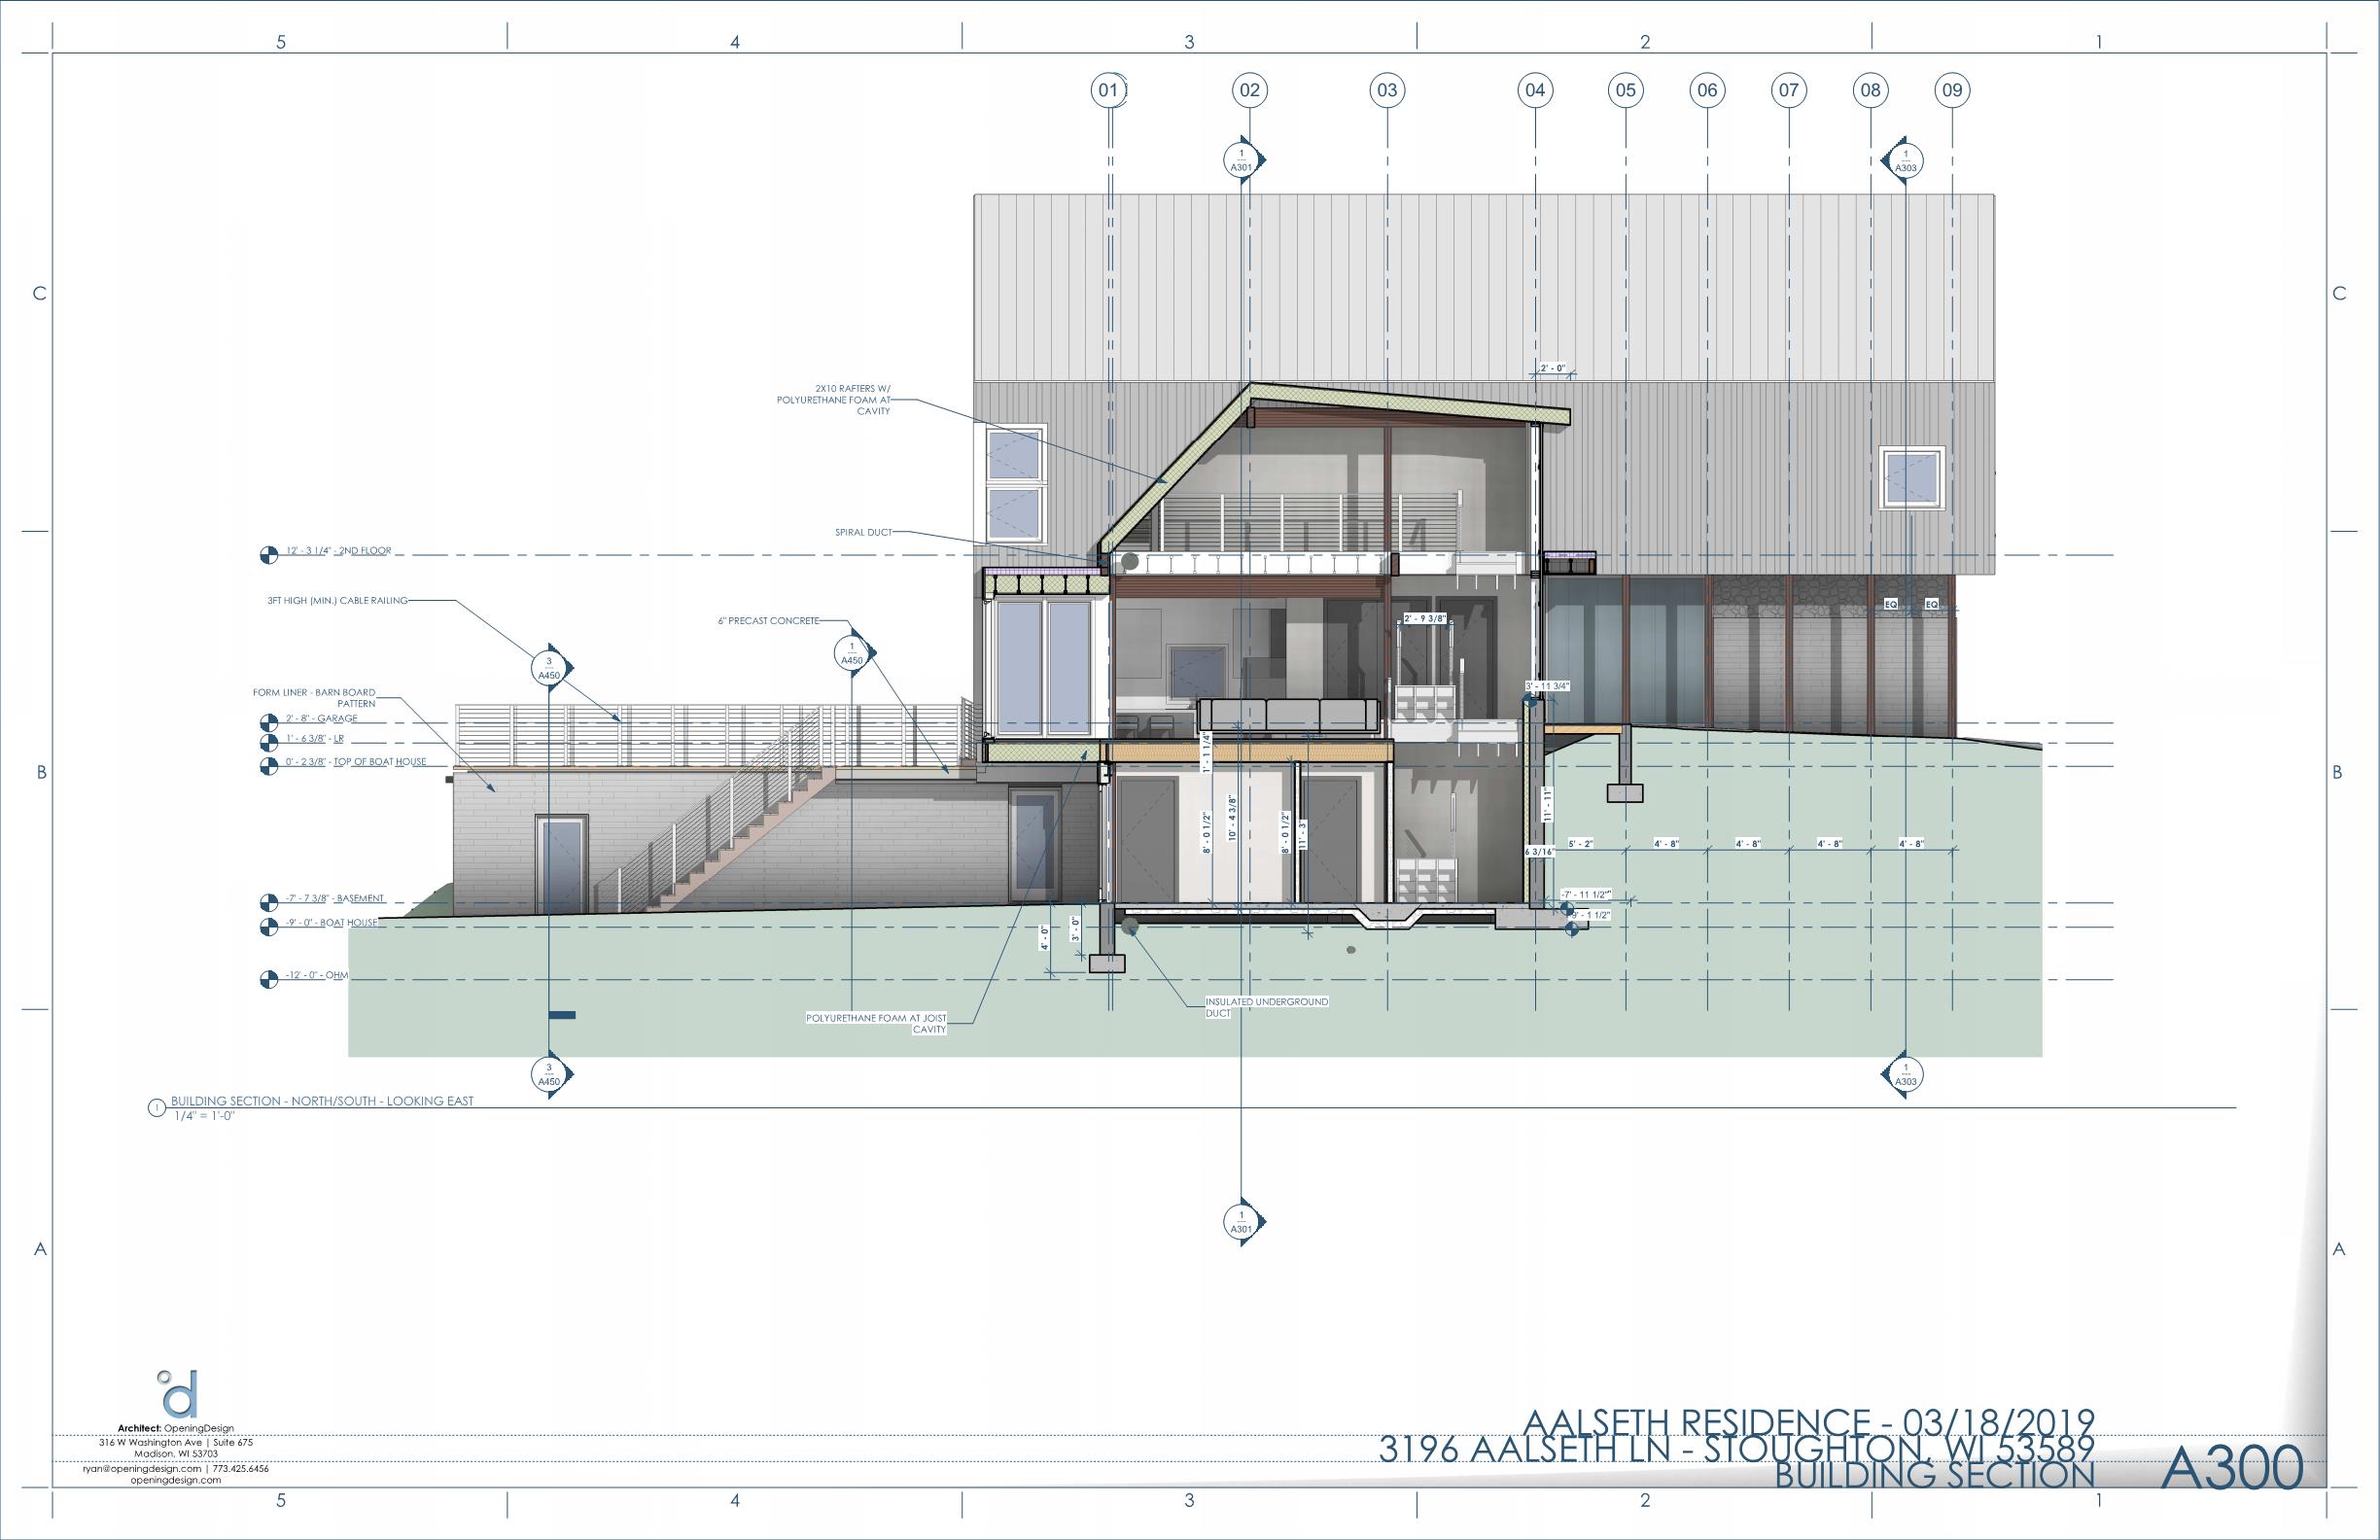 5 4 3 2 1
01 02 03 04 05 06 07 08 09
1
A301
1
A303
C C
2' - 0"
2X10 RAFTERS W/
POLYURETHANE FOAM AT
CAVITY
SPIRAL DUCT
12' - 3 1/4" - 2ND FLOOR
3FT HIGH (MIN.) CABLE RAILING
EQ EQ
6" PRECAST CONCRETE
2' - 9 3/8"
1
A450
3
A450
FORM LINER - BARN BOARD
PATTERN
3' - 11 3/4"
2' - 8" - GARAGE
1' - 6 3/8" - LR
0' - 2 3/8" - TOP OF BOAT HOUSE
B B
1' - 1 1/4"
8' - 0 1/2"
10' - 4 3/8"
8' - 0 1/2"
11' - 3"
11' - 11"
6 3/16"
5' - 2" 4' - 8" 4' - 8" 4' - 8" 4' - 8"
-7' - 7 3/8" - BASEMENT
-7' - 11 1/2"
-9' - 0" - BOAT HOUSE
9' - 1 1/2"
4' - 0"
3' - 0"
-12' - 0" - OHM
INSULATED UNDERGROUND
DUCT
POLYURETHANE FOAM AT JOIST
CAVITY
3
A450
1
A303
1
BUILDING SECTION - NORTH/SOUTH - LOOKING EAST
1/4" = 1'-0"
1
A301
A A
d
Architect: OpeningDesign
316 W Washington Ave | Suite 675
Madison, WI 53703
ryan@openingdesign.com | 773.425.6456
openingdesign.com
AALSETH RESIDENCE - 03/18/2019
3196 AALSETH LN - STOUGHTON, WI 53589
BUILDING SECTION
A300
5 4 3 2 1